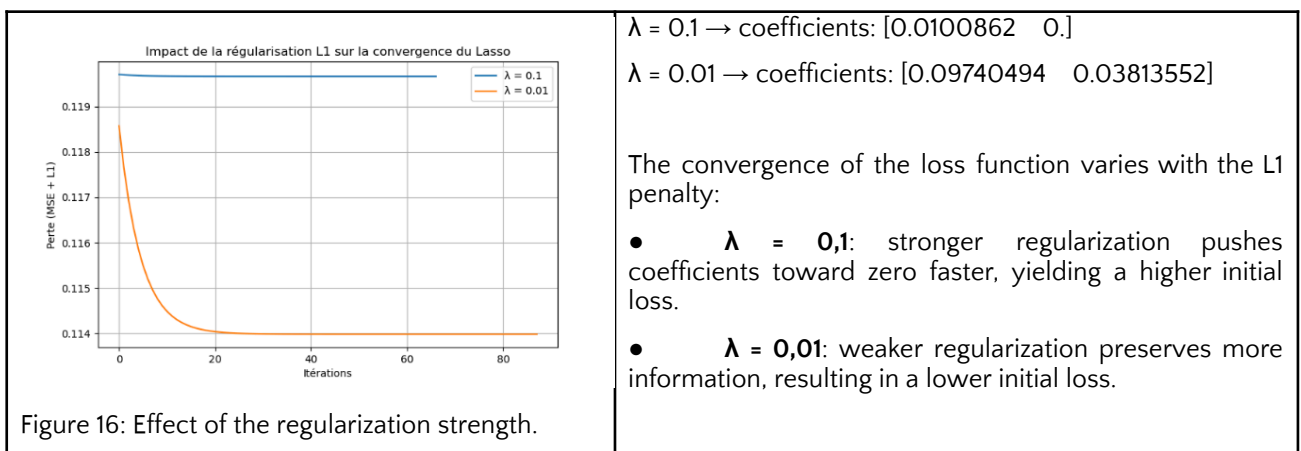 Impact de la régularisation L1 sur la convergence du Lasso
λ = 0.1
λ = 0.01
0.119
0.118
0.117
0.116
0.115
0.114
Perte (MSE + L1)
0 20 40 60 80
Itérations
Figure 16: Effect of the regularization strength.
λ = 0.1 → coefficients: [0.0100862 0.]
λ = 0.01 → coefficients: [0.09740494 0.03813552]
The convergence of the loss function varies with the L1
penalty:
● λ = 0,1: stronger regularization pushes
coefficients toward zero faster, yielding a higher initial
loss.
● λ = 0,01: weaker regularization preserves more
information, resulting in a lower initial loss.